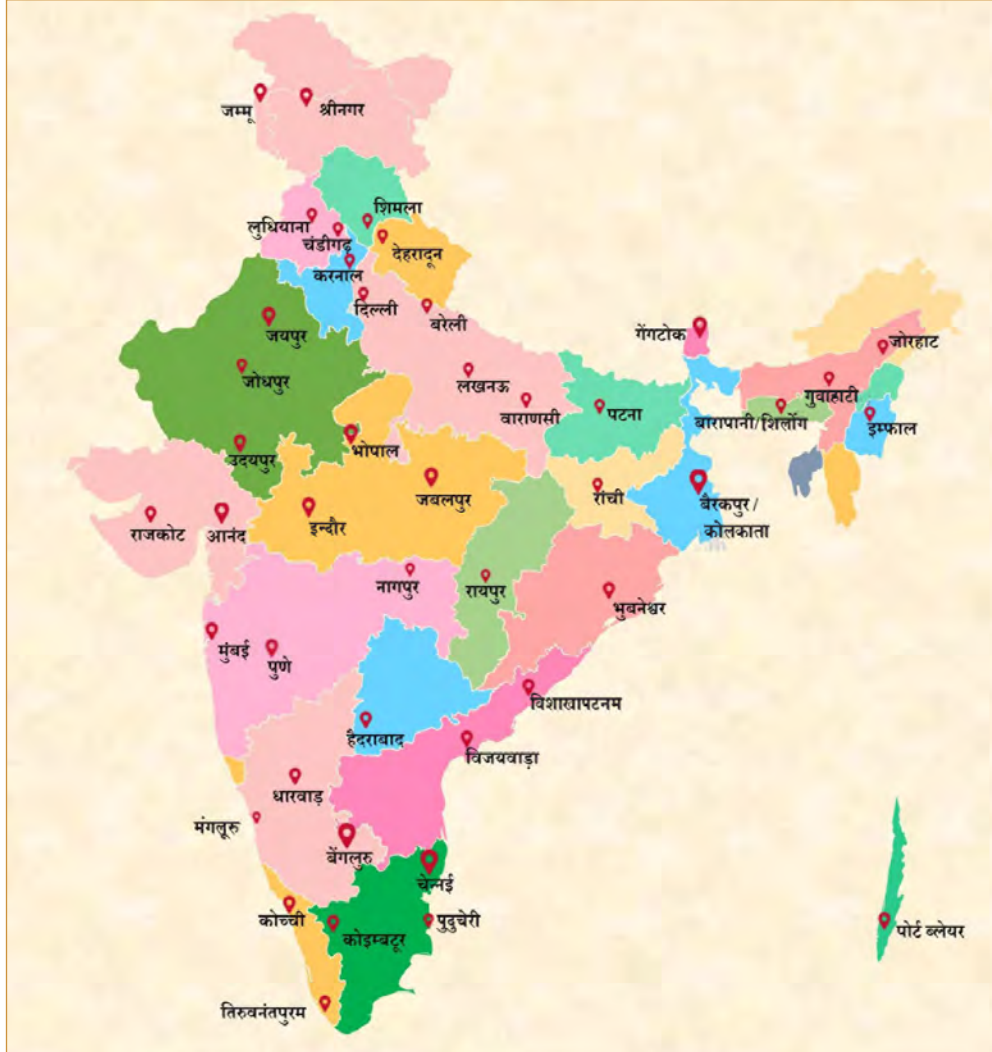 जम्मू
श्रीनगर
शिमला
लुधियाना
चंडीगढ़
देहरादून
करनाल
दिल्ली
बरेली
जयपुर
गेंगटोक
जोरहाट
जोधपुर
लखनऊ
गुवाहाटी
वाराणसी
पटना
बारापानी/शिलोंग
इम्फाल
उदयपुर
भोपाल
जबलपुर
रांची
बैरकपुर /
कोलकाता
राजकोट
आनंद
इन्दौर
नागपुर
रायपुर
भुबनेश्वर
मुंबई
पुणे
विशाखापटनम
हैदराबाद
विजयवाड़ा
धारवाड़
मंगलूरु
बेंगलुरु
चेन्नई
कोच्ची
कोइम्बटूर
पुदुचेरी
पोर्ट ब्लेयर
तिरुवनंतपुरम